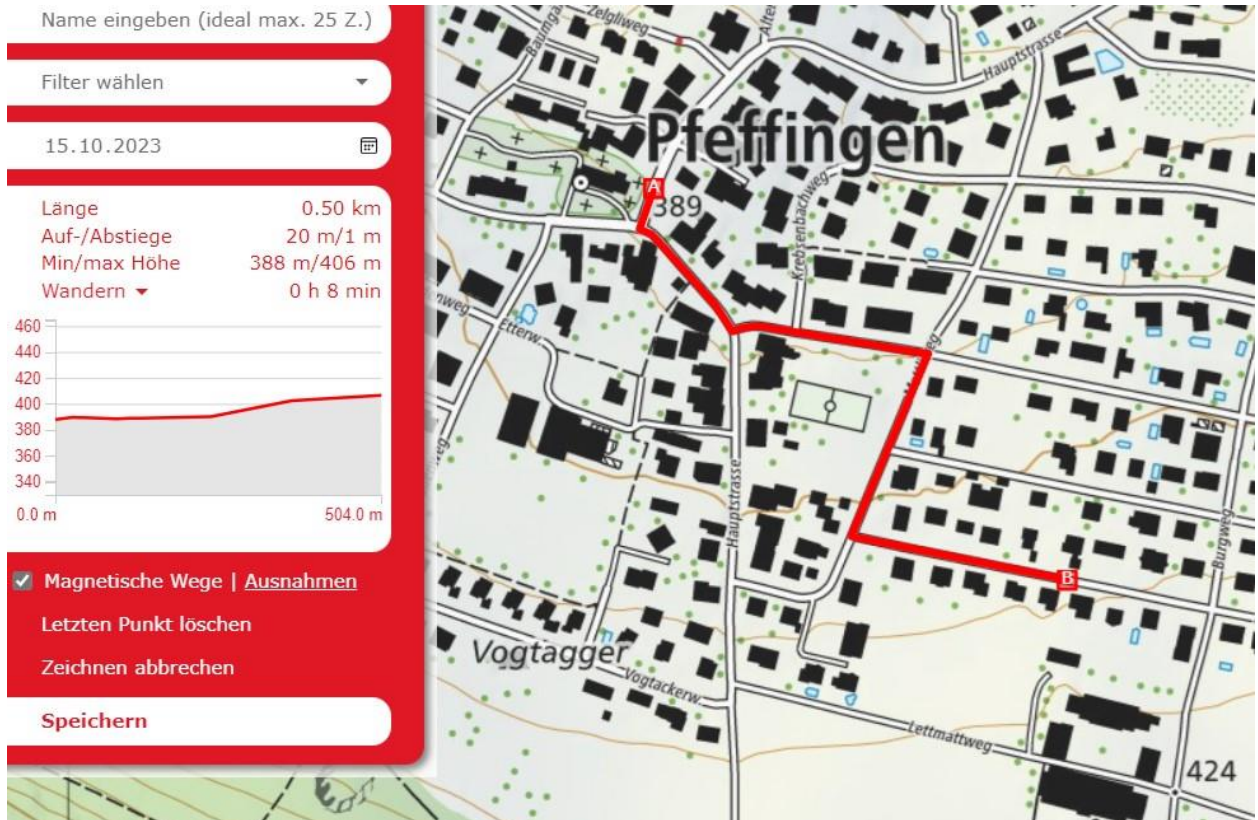 Name eingeben (ideal max. 25 Z.)
Filter wählen
15.10.2023
Länge 0.50 km
Auf-/Abstiege 20 m/1 m
Min/max Höhe 388 m/406 m
Wandern 0 h 8 min
460
440
420
400
380
360
340
0.0 m 504.0 m
Magnetische Wege | Ausnahmen
Letzten Punkt löschen
Zeichnen abbrechen
Speichern
Zelgliweg
Hauptstrasse
Pfeffingen
A
389
Krebsenbachweg
Etterw.
Hauptstrasse
Burgweg
B
Vogtagger
Vogtackerw.
Lettmattweg
424